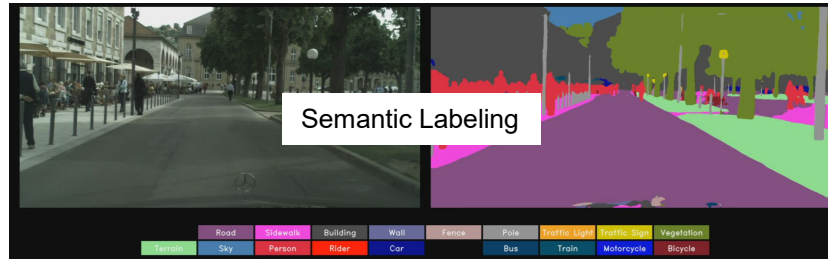 Semantic Labeling
Road Sidewalk Building Wall Fence Pole Traffic Light Traffic Sign Vegetation
Terrain Sky Person Rider Car Bus Train Motorcycle Bicycle